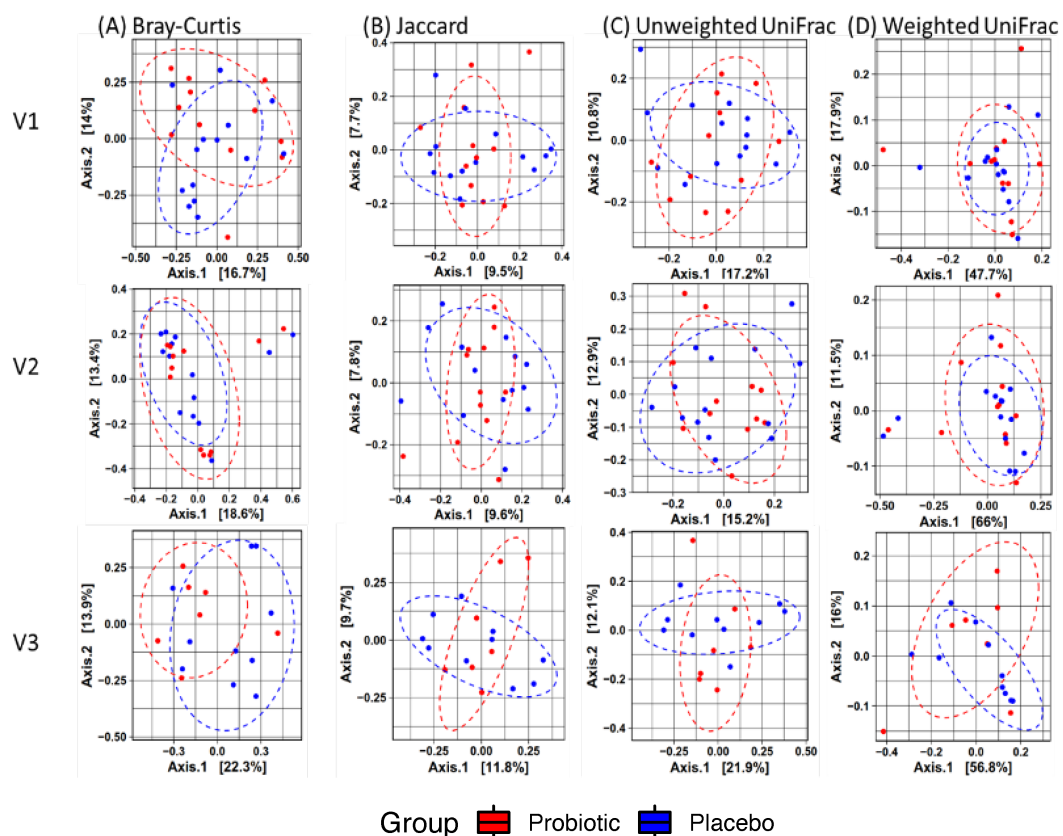 (A) Bray-Curtis (B) Jaccard (C) Unweighted UniFrac (D) Weighted UniFrac
V1
Axis.2 [14%]
0.25
0.00
−0.25
−0.50 −0.25 0.00 0.25 0.50
Axis.1 [16.7%]
Axis.2 [7.7%]
0.4
0.2
0.0
−0.2
−0.2 0.0 0.2 0.4
Axis.1 [9.5%]
Axis.2 [10.8%]
0.2
0.0
−0.2
−0.2 0.0 0.2
Axis.1 [17.2%]
Axis.2 [17.9%]
0.2
0.1
0.0
−0.1
−0.50 −0.25 0.00 0.25
Axis.1 [47.7%]
V2
Axis.2 [13.4%]
0.4
0.2
0.0
−0.2
−0.4
−0.4 −0.2 0.0 0.2 0.4 0.6
Axis.1 [18.6%]
Axis.2 [7.8%]
0.2
0.0
−0.2
−0.4
−0.4 −0.2 0.0 0.2 0.4
Axis.1 [9.6%]
Axis.2 [12.9%]
0.3
0.2
0.1
0.0
−0.1
−0.2
−0.3
−0.2 0.0 0.2
Axis.1 [15.2%]
Axis.2 [11.5%]
0.2
0.1
0.0
−0.1
−0.50 −0.25 0.00 0.25
Axis.1 [66%]
V3
Axis.2 [13.9%]
0.25
0.00
−0.25
−0.50
−0.3 0.0 0.3
Axis.1 [22.3%]
Axis.2 [9.7%]
0.25
0.00
−0.25
−0.25 0.00 0.25
Axis.1 [11.8%]
Axis.2 [12.1%]
0.4
0.2
0.0
−0.2
−0.4
−0.50 −0.25 0.00 0.25 0.50
Axis.1 [21.9%]
Axis.2 [16%]
0.2
0.1
0.0
−0.1
−0.4 −0.2 0.0 0.2
Axis.1 [56.8%]
Group Probiotic Placebo